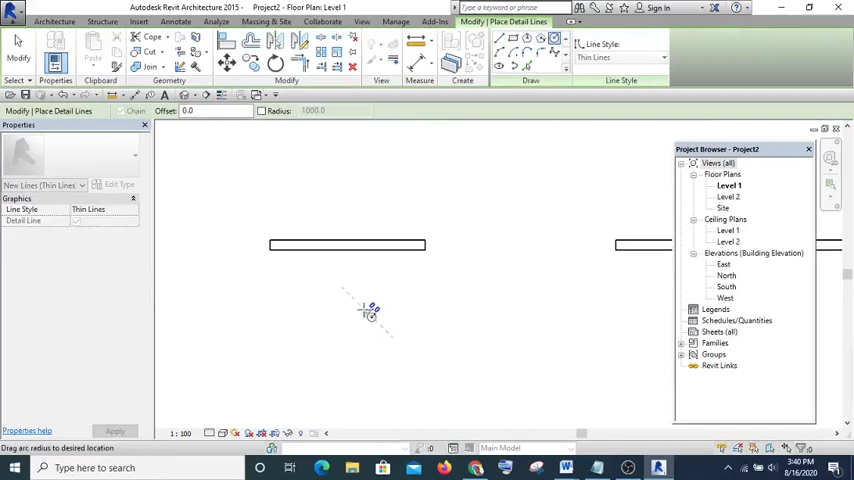 Autodesk Revit Architecture 2015 - Project2 - Floor Plan: Level 1
Type a keyword or phrase
Sign In
Architecture Structure Insert Annotate Analyze Massing & Site Collaborate View Manage Add-Ins Modify | Place Detail Lines
Modify
Properties
Paste
Cope
Cut
Join
Line Style:
Thin Lines
Select Properties Clipboard Geometry Modify View Measure Create Draw Line Style
Modify | Place Detail Lines Chain Offset: 0.0 Radius: 1000.0
Properties
New Lines (Thin Lines) Edit Type
Graphics
Line Style Thin Lines
Detail Line
Properties help Apply
0.0
Project Browser - Project2
Views (all)
Floor Plans
Level 1
Level 2
Site
Ceiling Plans
Level 1
Level 2
Elevations (Building Elevation)
East
North
South
West
Legends
Schedules/Quantities
Sheets (all)
Families
Groups
Revit Links
1 : 100
Drag arc radius to desired location
:0
Main Model
:0
Type here to search
3:40 PM
8/16/2020